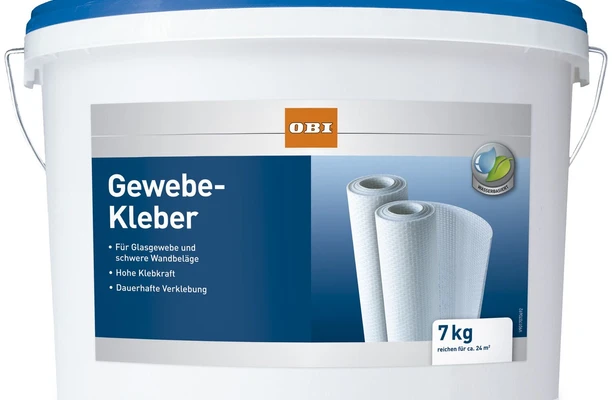 OBI
Gewebe-
Kleber
• Für Glasgewebe und
schwere Wandbeläge
• Hohe Klebkraft
• Dauerhafte Verklebung
WASSERBASIERT
7 kg
reichen für ca. 24 m²